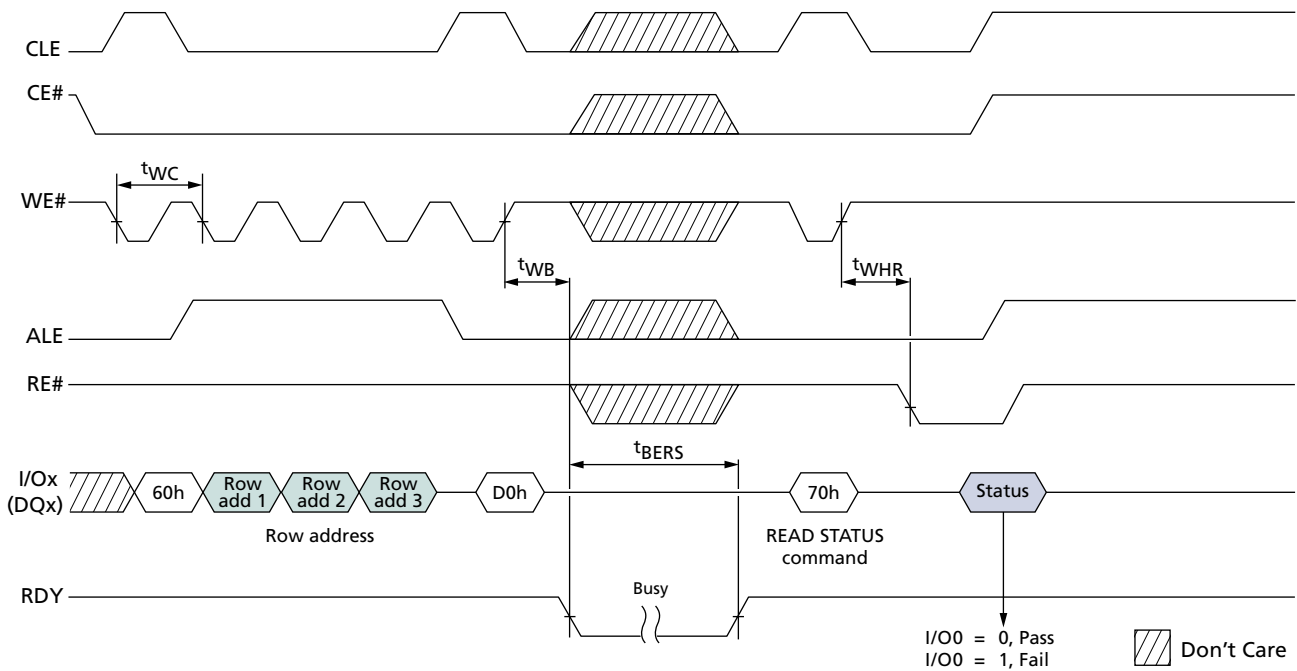 CLE
CE#
tWC
WE#
tWB
tWHR
ALE
RE#
tBERS
I/Ox
(DQx)
60h
Row
add 1
Row
add 2
Row
add 3
D0h
70h
Status
Row address
READ STATUS
command
RDY
Busy
I/O0 = 0, Pass
I/O0 = 1, Fail
Don't Care